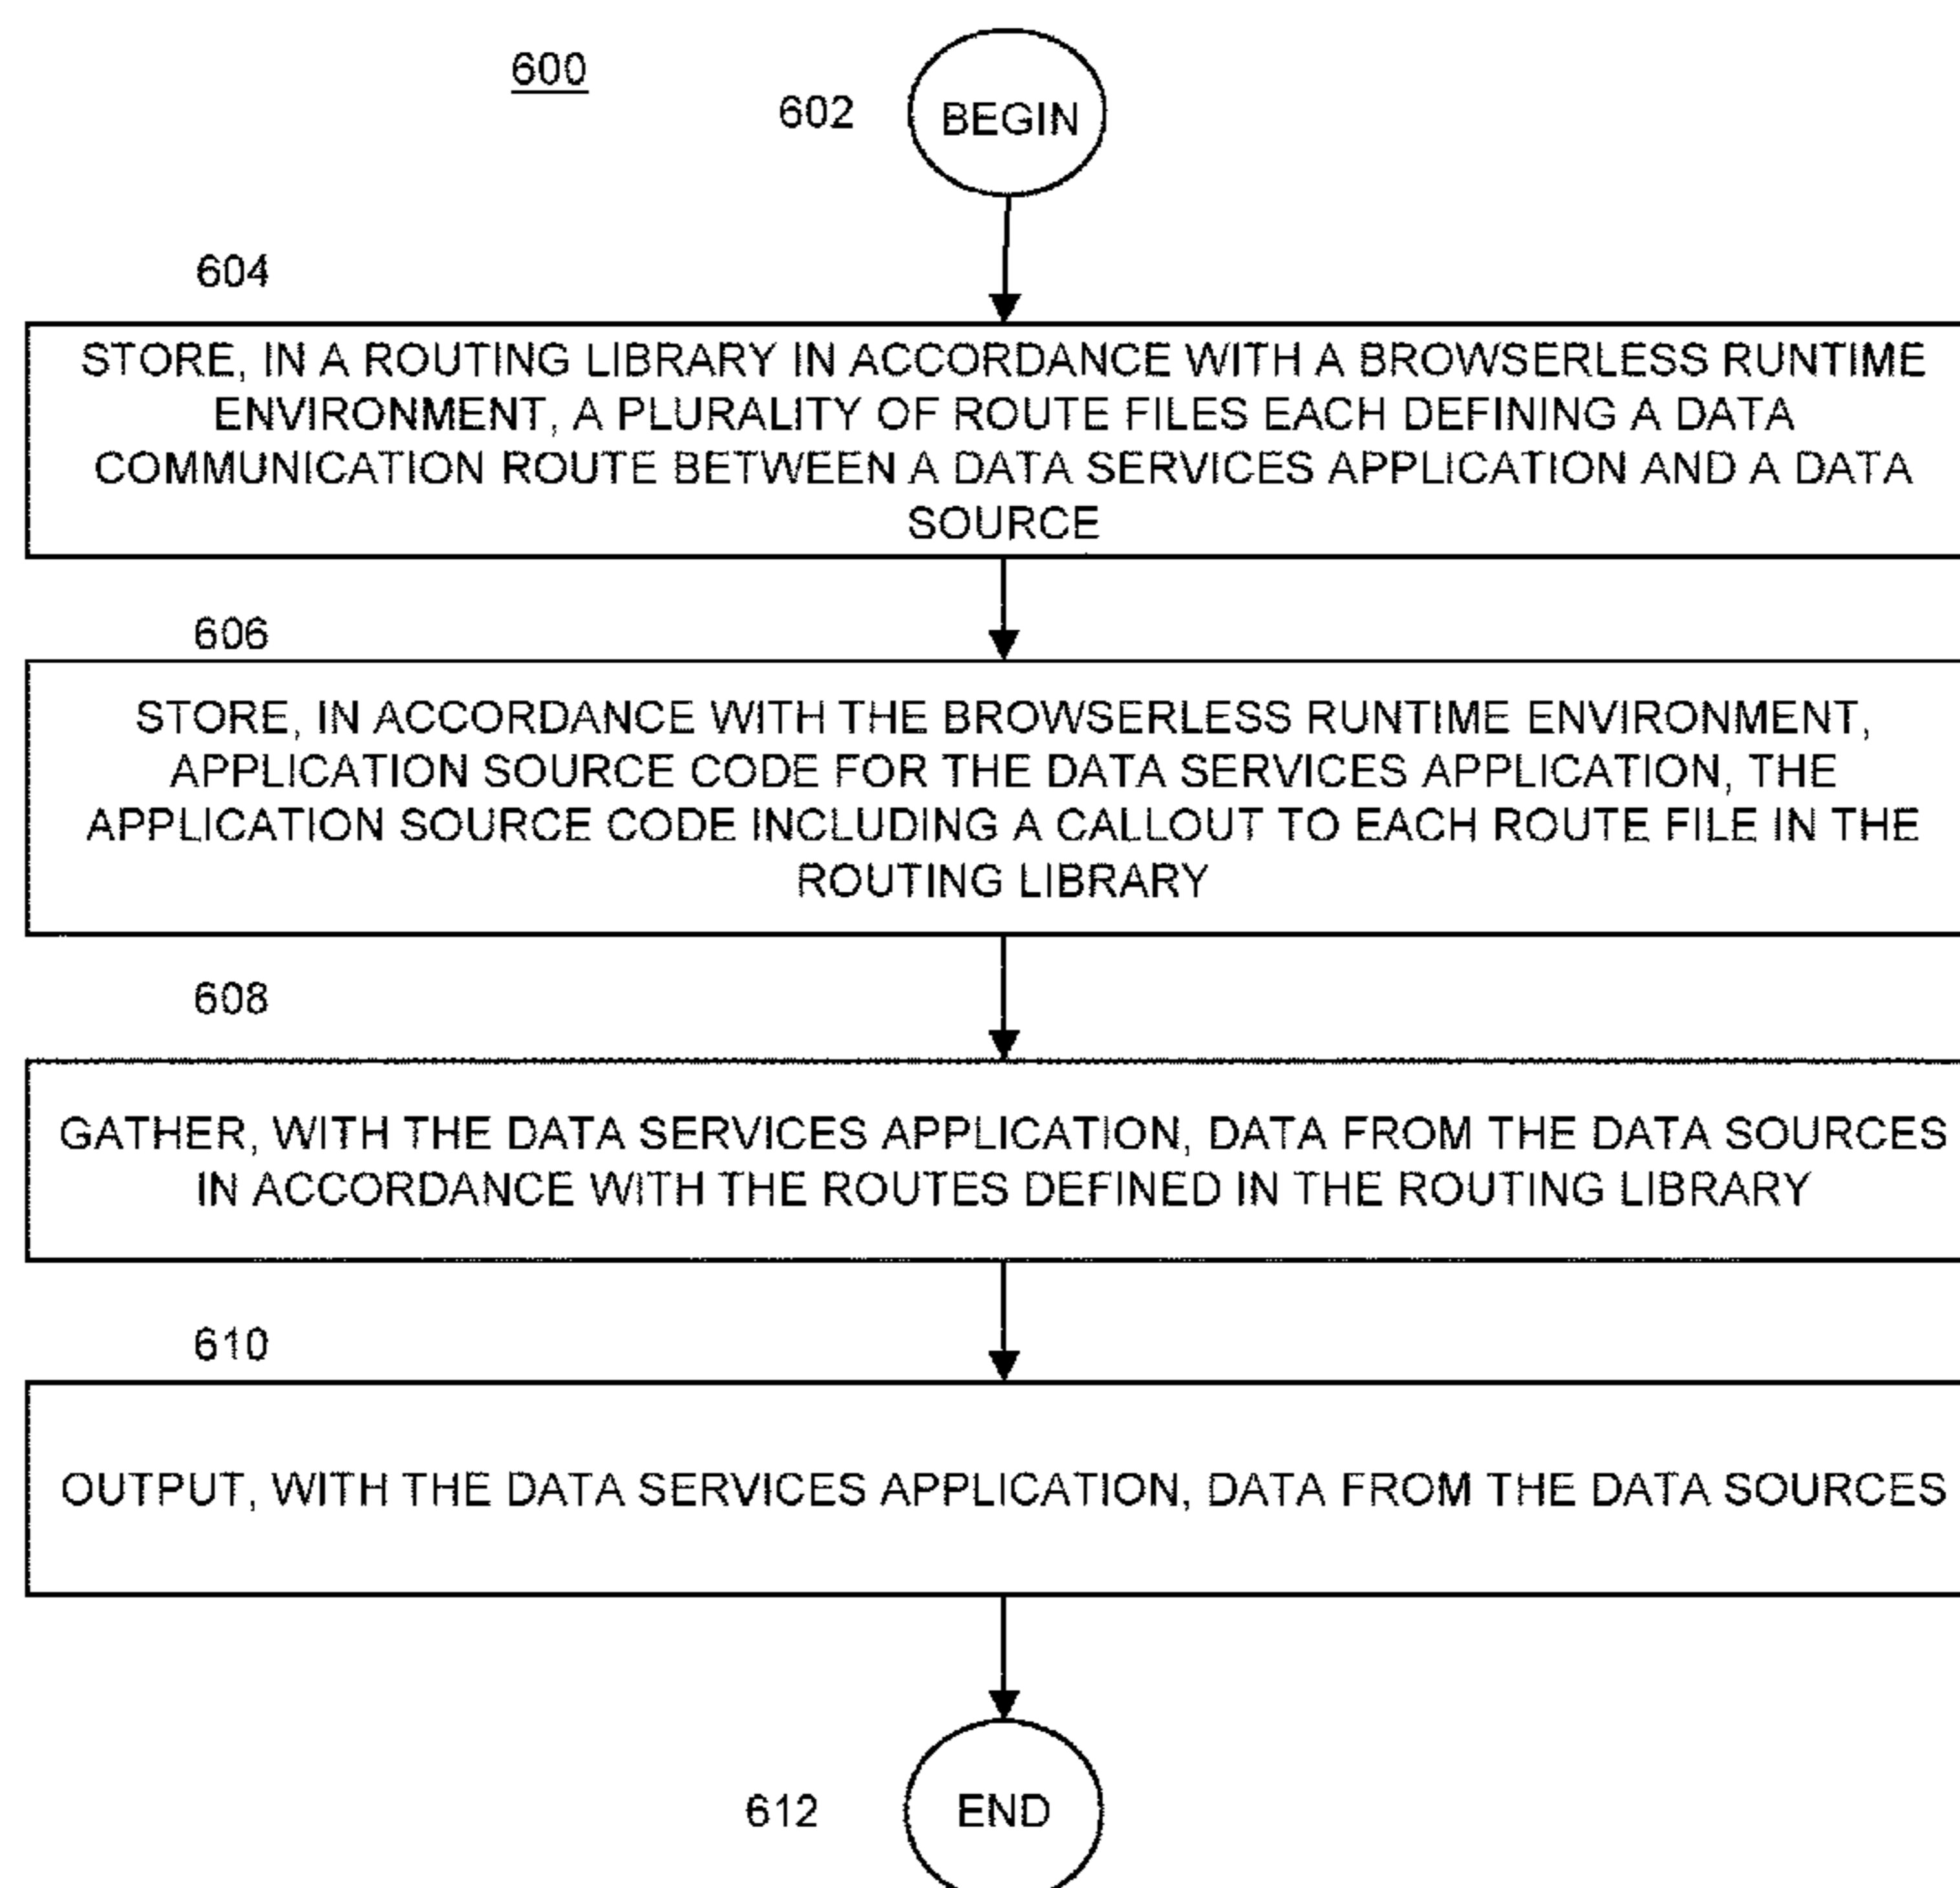 600
602
BEGIN
604
STORE, IN A ROUTING LIBRARY IN ACCORDANCE WITH A BROWSERLESS RUNTIME
ENVIRONMENT, A PLURALITY OF ROUTE FILES EACH DEFINING A DATA
COMMUNICATION ROUTE BETWEEN A DATA SERVICES APPLICATION AND A DATA
SOURCE
606
STORE, IN ACCORDANCE WITH THE BROWSERLESS RUNTIME ENVIRONMENT,
APPLICATION SOURCE CODE FOR THE DATA SERVICES APPLICATION, THE
APPLICATION SOURCE CODE INCLUDING A CALLOUT TO EACH ROUTE FILE IN THE
ROUTING LIBRARY
608
GATHER, WITH THE DATA SERVICES APPLICATION, DATA FROM THE DATA SOURCES
IN ACCORDANCE WITH THE ROUTES DEFINED IN THE ROUTING LIBRARY
610
OUTPUT, WITH THE DATA SERVICES APPLICATION, DATA FROM THE DATA SOURCES
612
END